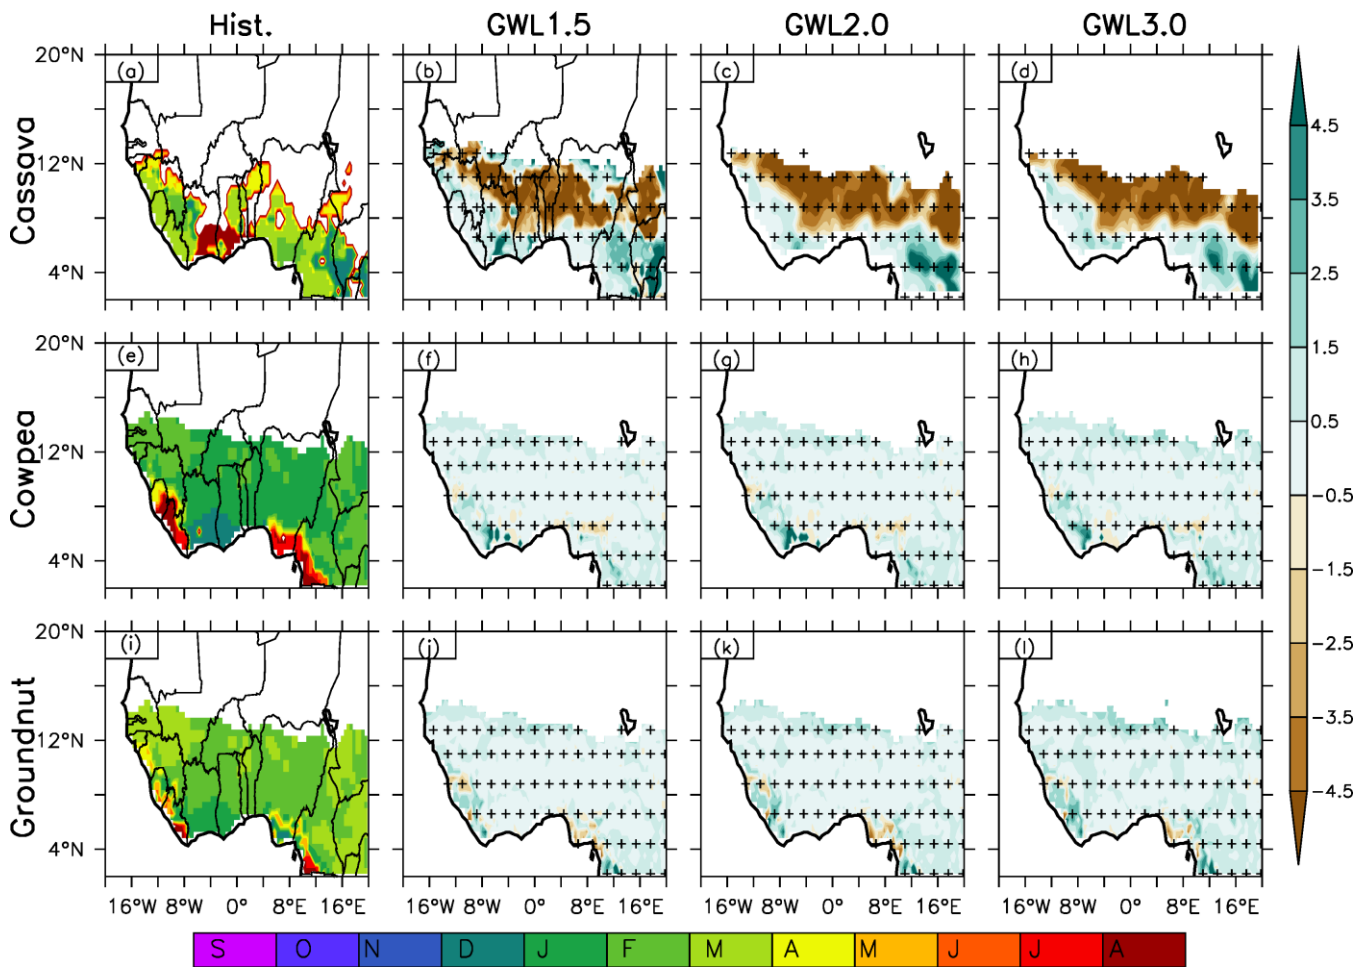 Hist. GWL1.5 GWL2.0 GWL3.0
Cassava
20°N (a) (b) (c) (d)
12°N
4°N
Cowpea
20°N (e) (f) (g) (h)
12°N
4°N
Groundnut
20°N (i) (j) (k) (l)
12°N
4°N
16°W 8°W 0° 8°E 16°E 16°W 8°W 0° 8°E 16°E 16°W 8°W 0° 8°E 16°E 16°W 8°W 0° 8°E 16°E
4.5
3.5
2.5
1.5
0.5
−0.5
−1.5
−2.5
−3.5
−4.5
S O N D J F M A M J J A